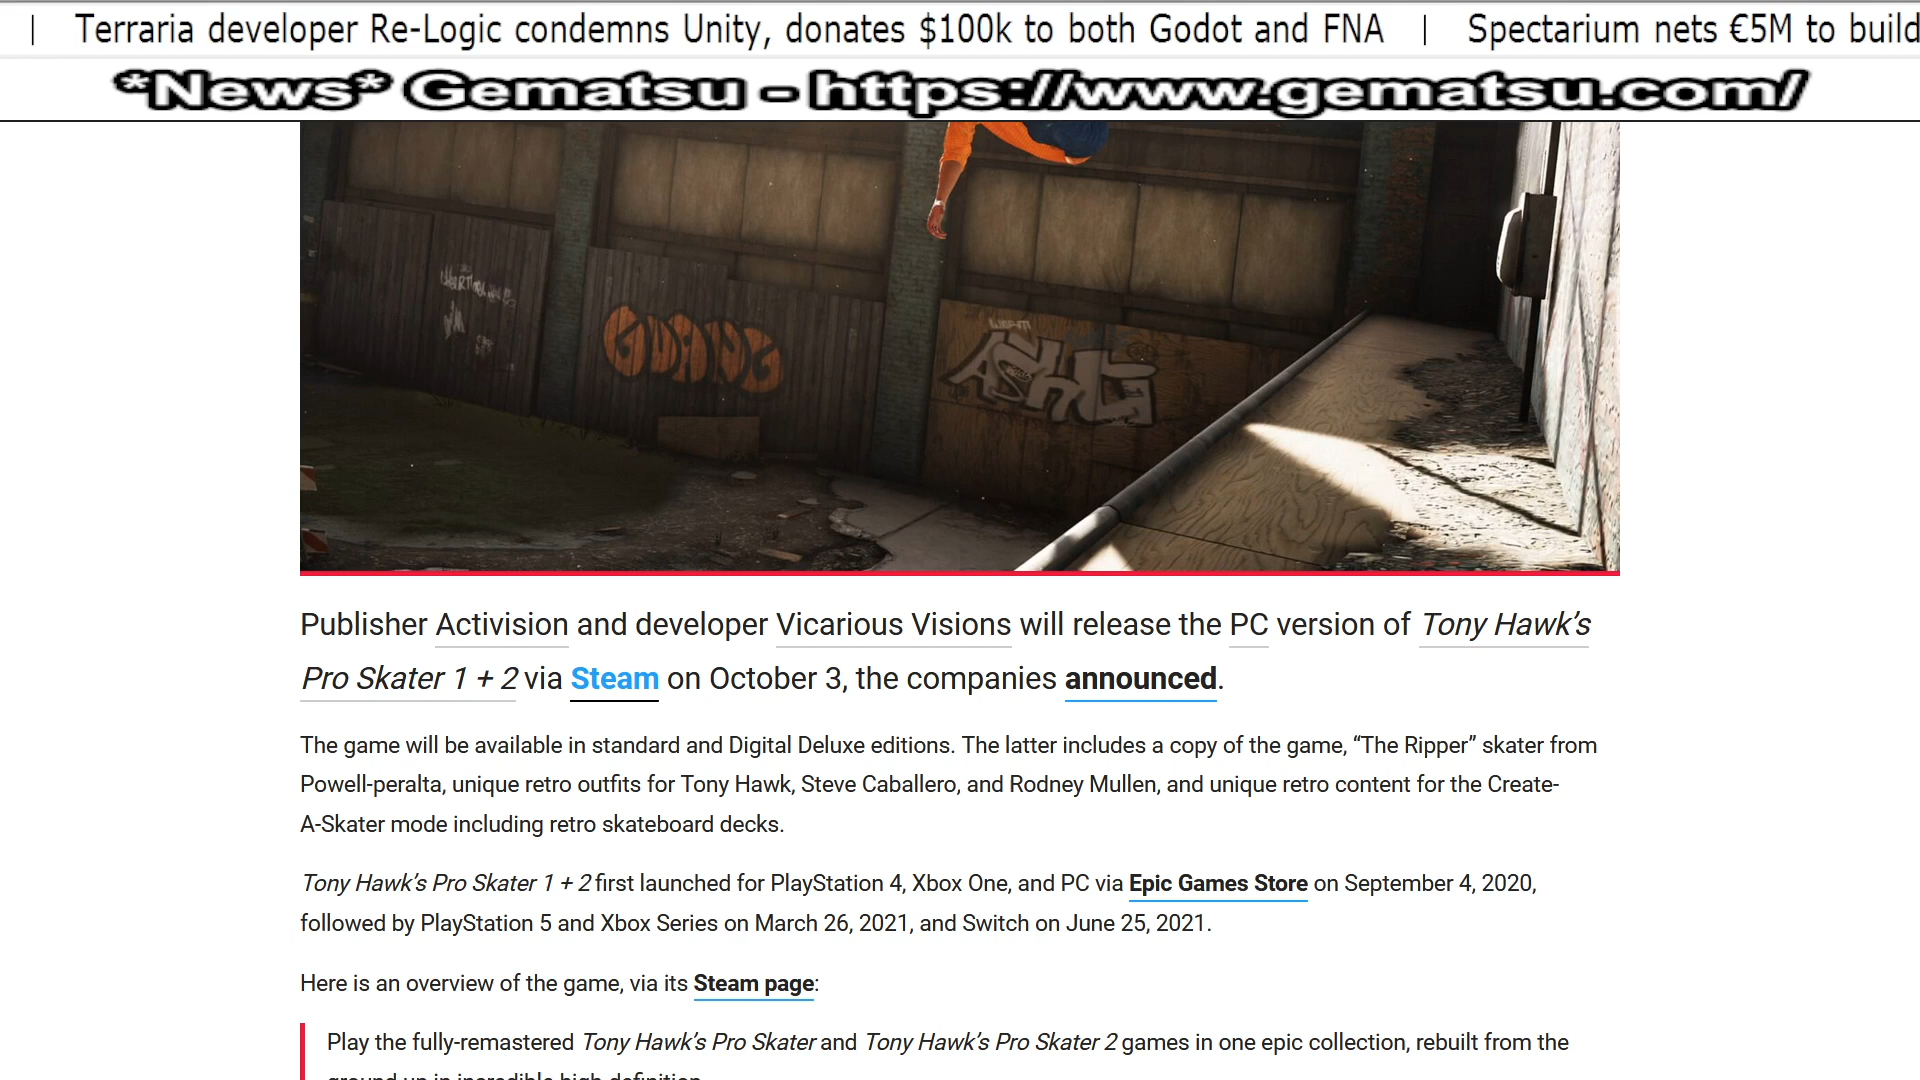 | Terraria developer Re-Logic condemns Unity, donates $100k to both Godot and FNA | Spectarium nets €5M to build
*News* Gematsu - https://www.gematsu.com/
GUANG
Publisher Activision and developer Vicarious Visions will release the PC version of Tony Hawk’s
Pro Skater 1 + 2 via Steam on October 3, the companies announced.
The game will be available in standard and Digital Deluxe editions. The latter includes a copy of the game, “The Ripper” skater from
Powell-peralta, unique retro outfits for Tony Hawk, Steve Caballero, and Rodney Mullen, and unique retro content for the Create-
A-Skater mode including retro skateboard decks.
Tony Hawk’s Pro Skater 1 + 2 first launched for PlayStation 4, Xbox One, and PC via Epic Games Store on September 4, 2020,
followed by PlayStation 5 and Xbox Series on March 26, 2021, and Switch on June 25, 2021.
Here is an overview of the game, via its Steam page:
Play the fully-remastered Tony Hawk’s Pro Skater and Tony Hawk’s Pro Skater 2 games in one epic collection, rebuilt from the
ground up in incredible high definition.